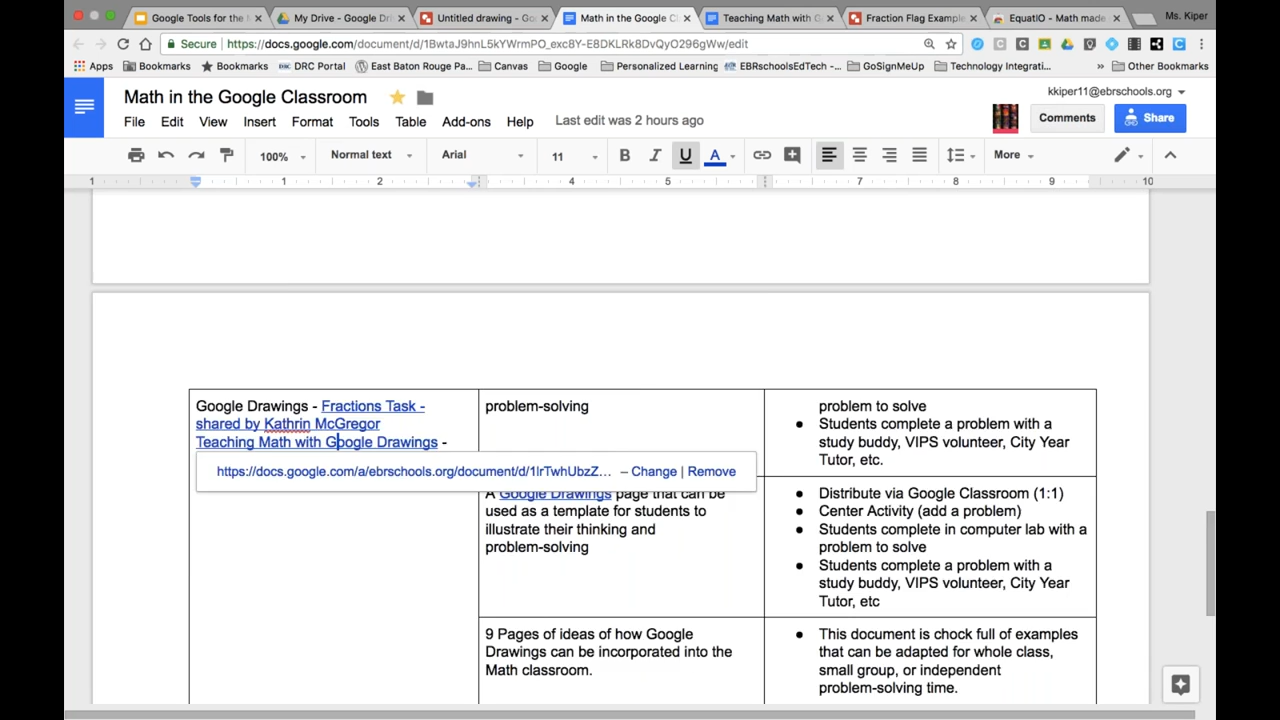 Google Tools for the M
My Drive - Google Dri
Untitled drawing - Goo
Math in the Google C
Teaching Math with G
Fraction Flag Example
EquatIO - Math made
Ms. Kiper
Secure
https://docs.google.com/document/d/1BwtaJ9hnL5kYWrmPO_exc8Y-E8DKLRk8DvQyO296gWw/edit
Apps
Bookmarks
Bookmarks
DRC Portal
East Baton Rouge Pa...
Canvas
Google
Personalized Learning
EBRschoolsEdTech -...
GoSignMeUp
Technology Integrati...
»
Other Bookmarks
Math in the Google Classroom
kkiper11@ebrschools.org
File Edit View Insert Format Tools Table Add-ons Help
Last edit was 2 hours ago
Comments
Share
100%
Normal text
Arial
11
B I U A
More
1 1 2 4 5 7 8 9 10
Google Drawings - Fractions Task -
shared by Kathrin McGregor
Teaching Math with Google Drawings -
https://docs.google.com/a/ebrschools.org/document/d/1lrTwhUbzZ... – Change | Remove
problem-solving
problem to solve
● Students complete a problem with a
study buddy, VIPS volunteer, City Year
Tutor, etc.
A Google Drawings page that can be
used as a template for students to
illustrate their thinking and
problem-solving
● Distribute via Google Classroom (1:1)
● Center Activity (add a problem)
● Students complete in computer lab with a
problem to solve
● Students complete a problem with a
study buddy, VIPS volunteer, City Year
Tutor, etc
9 Pages of ideas of how Google
Drawings can be incorporated into the
Math classroom.
● This document is chock full of examples
that can be adapted for whole class,
small group, or independent
problem-solving time.